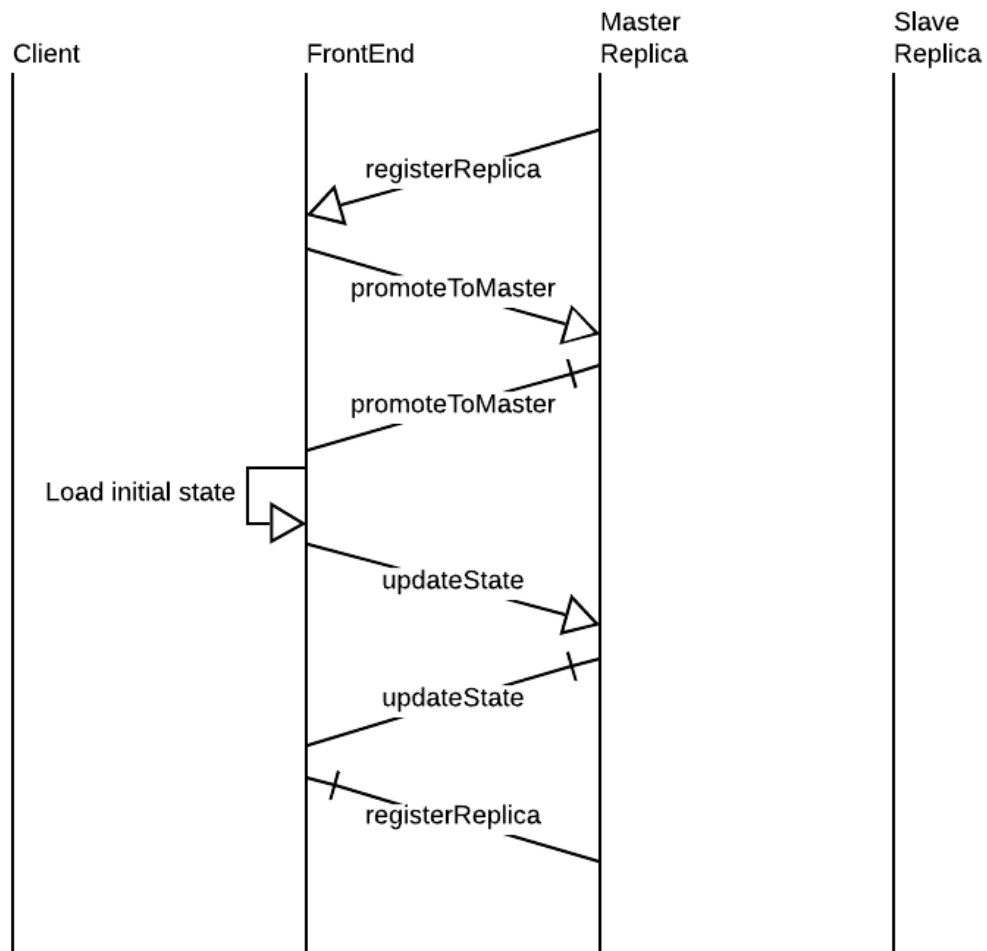 Client
FrontEnd
Master
Replica
Slave
Replica
registerReplica
promoteToMaster
promoteToMaster
Load initial state
updateState
updateState
registerReplica